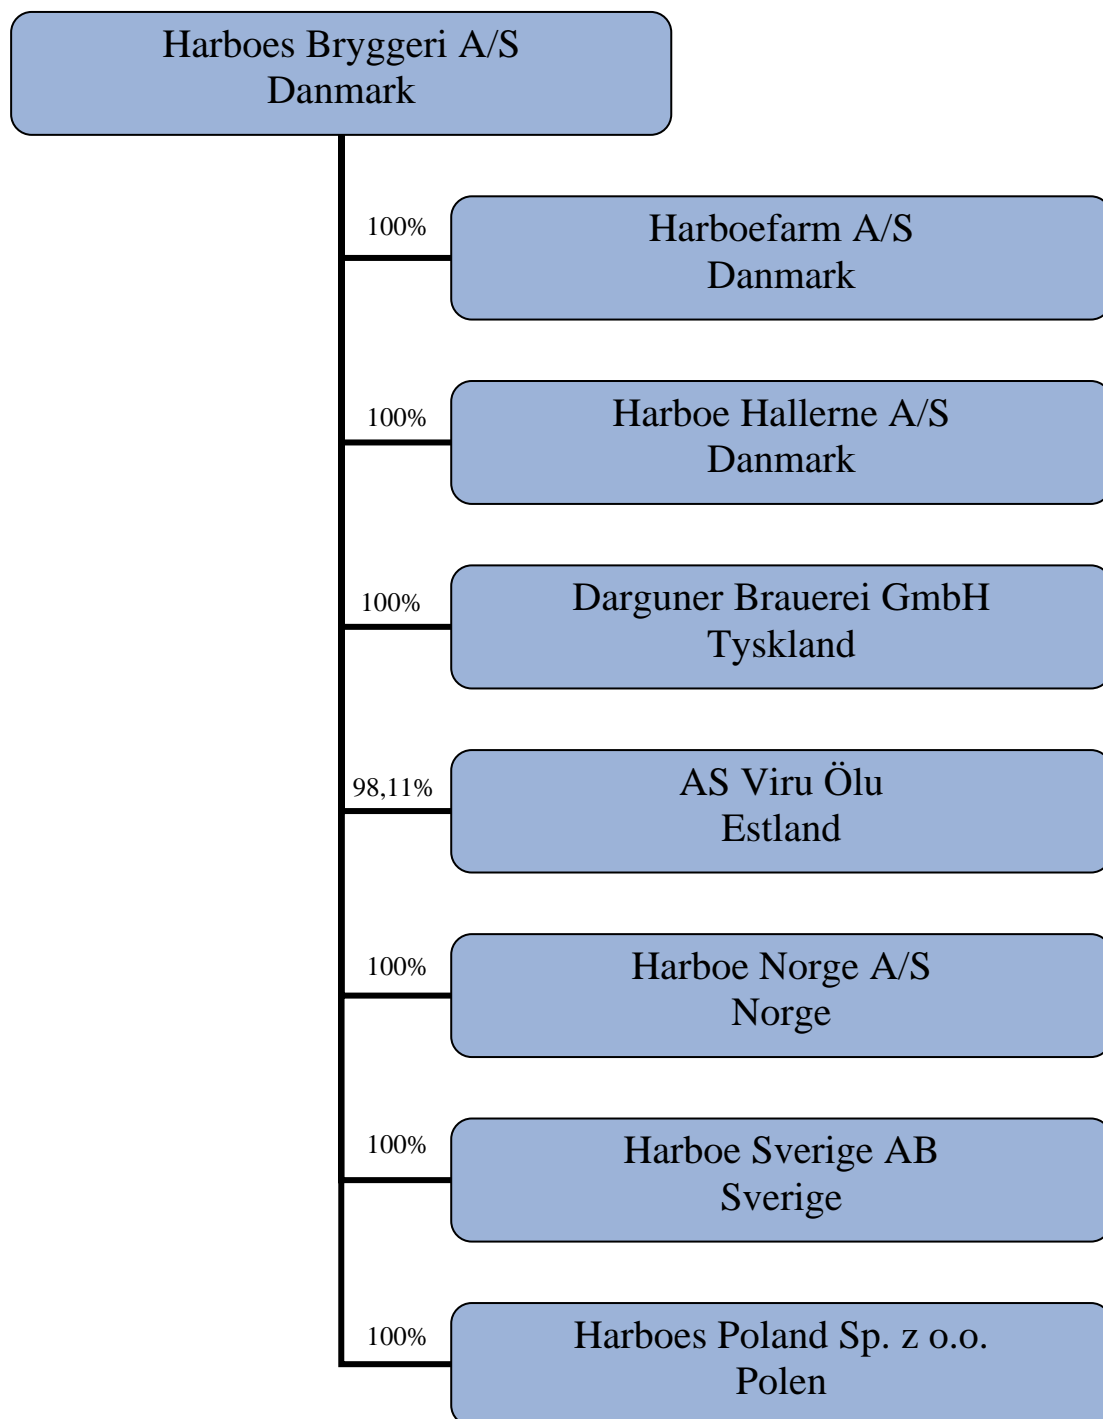 Harboes Bryggeri A/S
Danmark
100%
Harboefarm A/S
Danmark
100%
Harboe Hallerne A/S
Danmark
100%
Darguner Brauerei GmbH
Tyskland
98,11%
AS Viru Ölu
Estland
100%
Harboe Norge A/S
Norge
100%
Harboe Sverige AB
Sverige
100%
Harboes Poland Sp. z o.o.
Polen